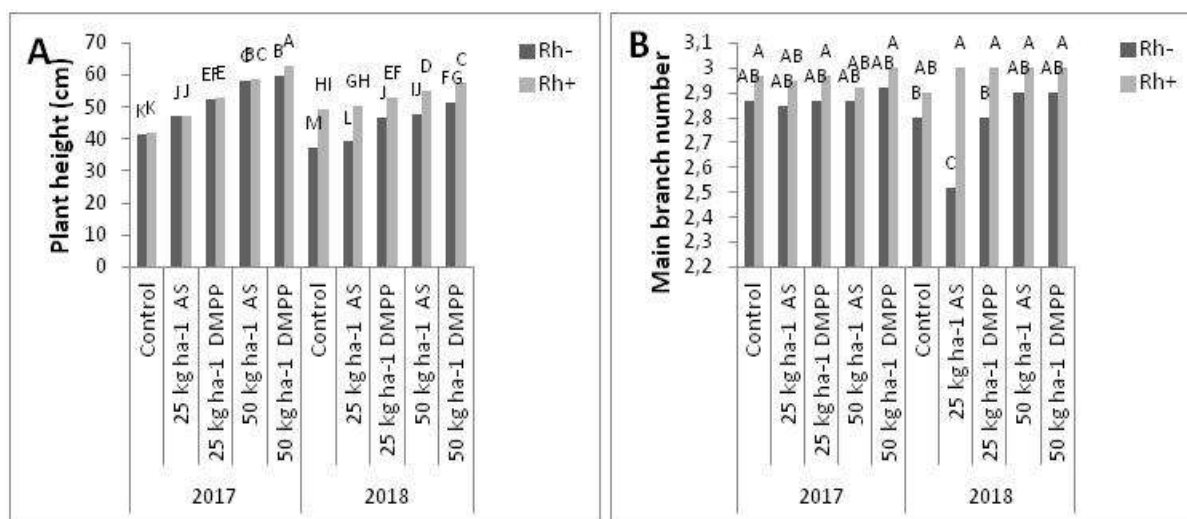 A
Plant height (cm)
70
60
50
40
30
20
10
0
K K
J J
EF E
C BC
B A
M HI
L GH
J EF
IJ D
FG C
Rh-
Rh+
Control
25 kg ha-1 AS
25 kg ha-1 DMPP
50 kg ha-1 AS
50 kg ha-1 DMPP
Control
25 kg ha-1 AS
25 kg ha-1 DMPP
50 kg ha-1 AS
50 kg ha-1 DMPP
2017
2018
B
Main branch number
3,1
3
2,9
2,8
2,7
2,6
2,5
2,4
2,3
2,2
AB A
AB AB
AB A
AB AB
AB A
B AB
C A
B A
AB A
AB A
Rh-
Rh+
Control
25 kg ha-1 AS
25 kg ha-1 DMPP
50 kg ha-1 AS
50 kg ha-1 DMPP
Control
25 kg ha-1 AS
25 kg ha-1 DMPP
50 kg ha-1 AS
50 kg ha-1 DMPP
2017
2018